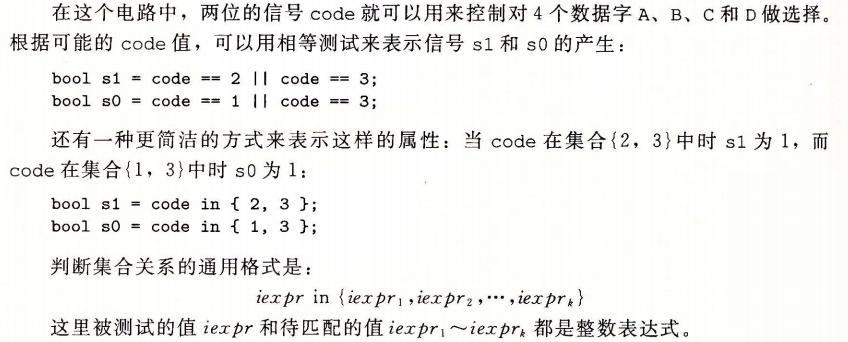 在这个电路中，两位的信号 code 就可以用来控制对 4 个数据字 A、B、C 和 D 做选择。
根据可能的 code 值，可以用相等测试来表示信号 s1 和 s0 的产生：
bool s1 = code == 2 || code == 3;
bool s0 = code == 1 || code == 3;
还有一种更简洁的方式来表示这样的属性：当 code 在集合{2, 3}中时 s1 为 1，而
code 在集合{1, 3}中时 s0 为 1：
bool s1 = code in { 2, 3 };
bool s0 = code in { 1, 3 };
判断集合关系的通用格式是：
iexpr in {iexpr₁,iexpr₂,…,iexprₖ}
这里被测试的值 iexpr 和待匹配的值 iexpr₁～iexprₖ 都是整数表达式。